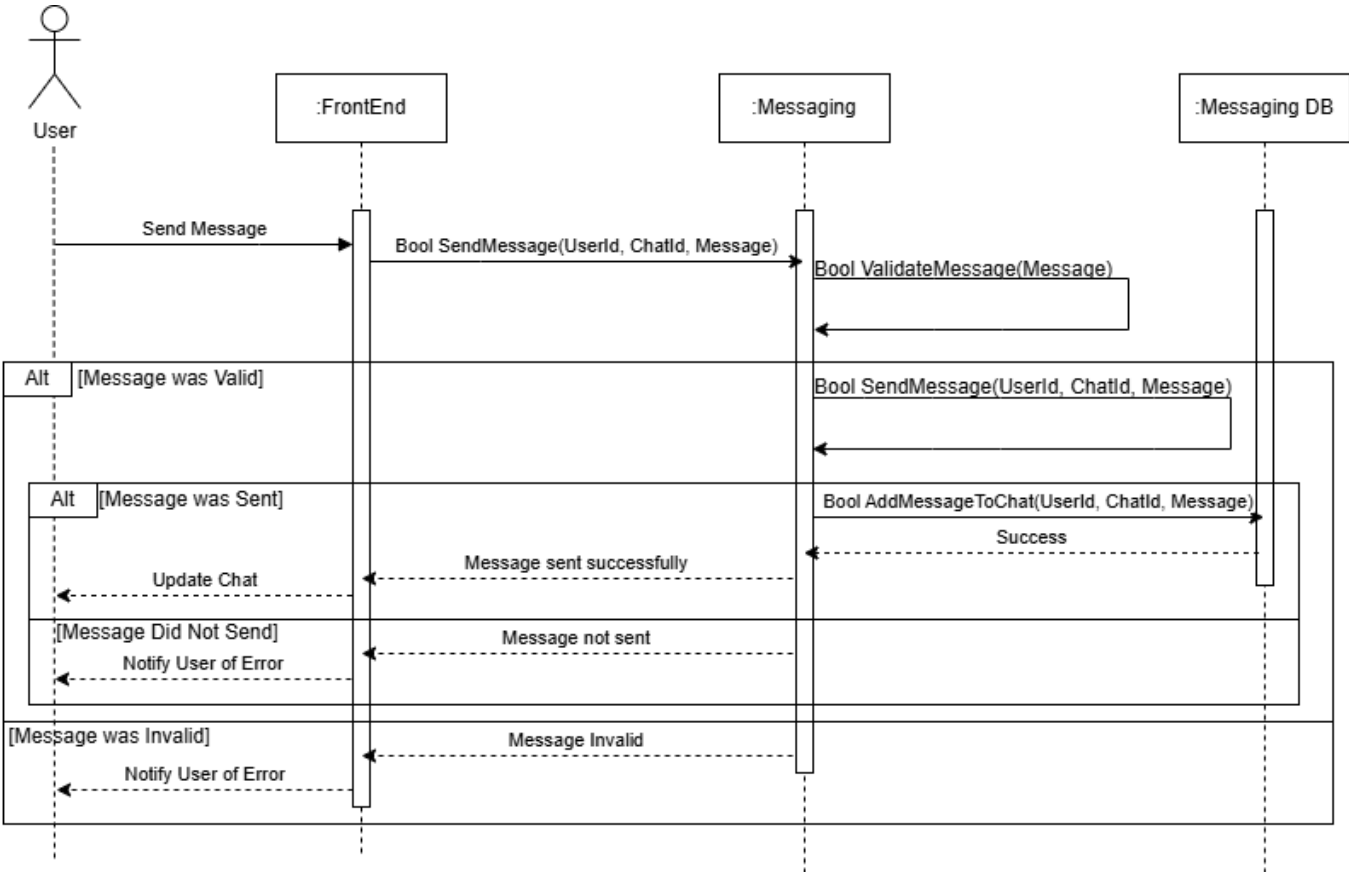 User
:FrontEnd
:Messaging
:Messaging DB
Send Message
Bool SendMessage(UserId, ChatId, Message)
Bool ValidateMessage(Message)
Alt
[Message was Valid]
Bool SendMessage(UserId, ChatId, Message)
Alt
[Message was Sent]
Bool AddMessageToChat(UserId, ChatId, Message)
Success
Message sent successfully
Update Chat
[Message Did Not Send]
Message not sent
Notify User of Error
[Message was Invalid]
Message Invalid
Notify User of Error